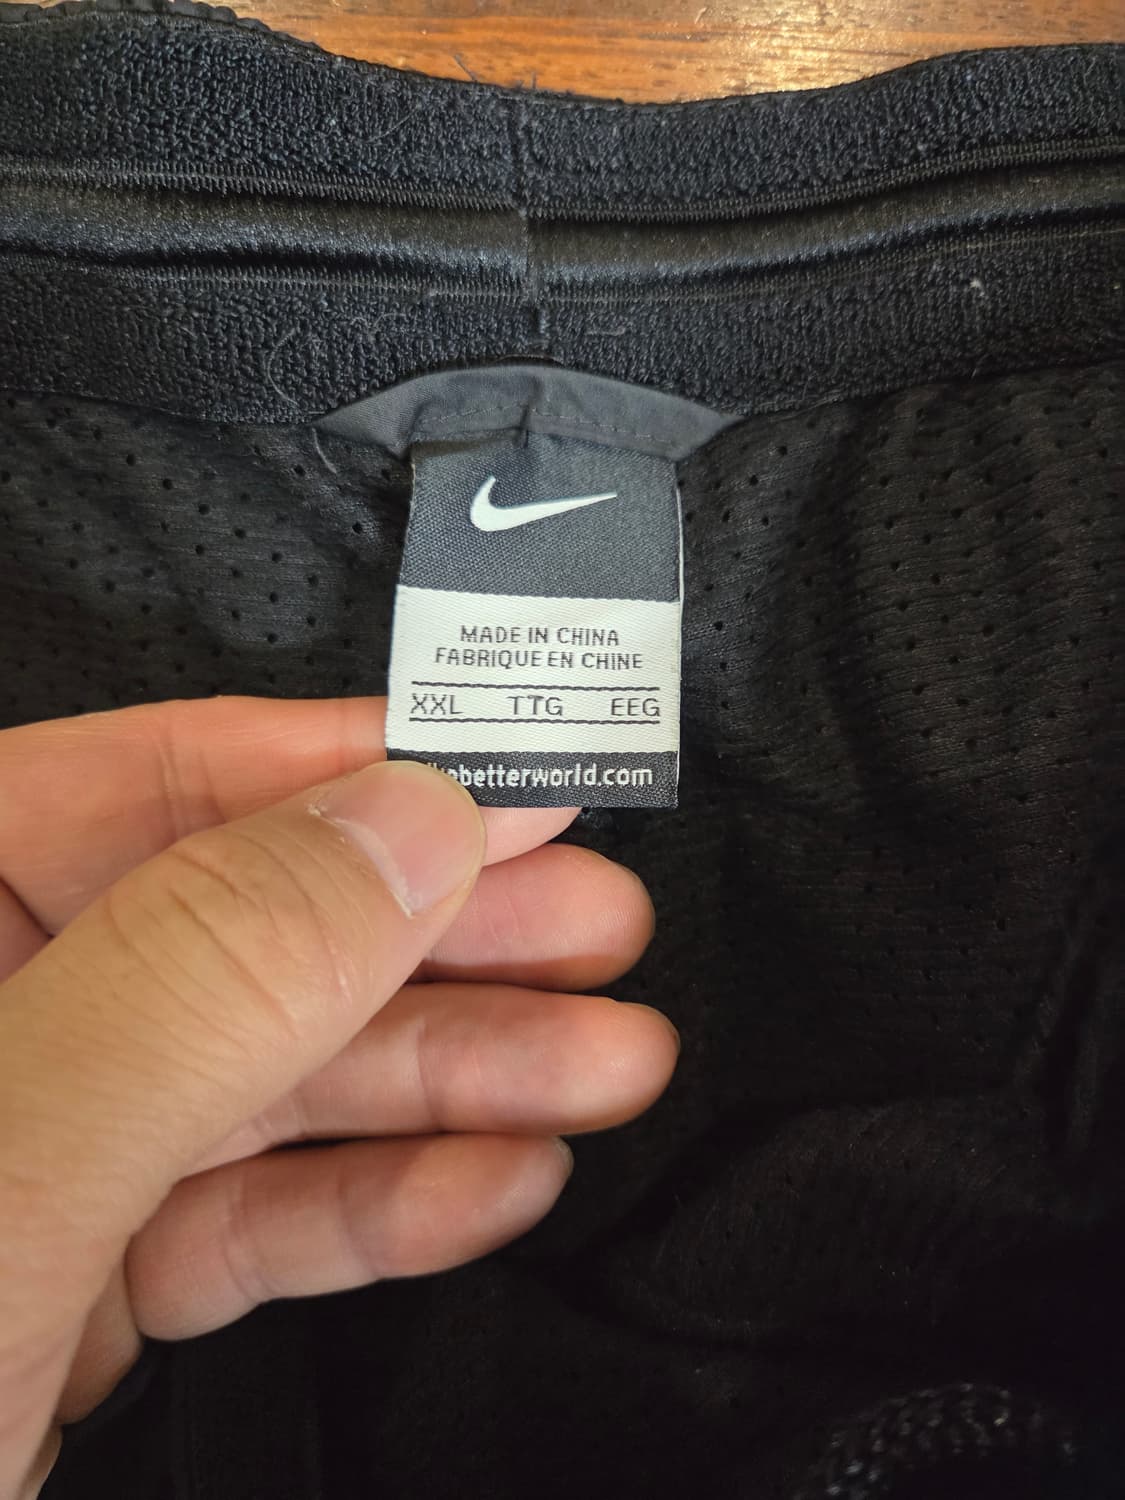 MADE IN CHINA
FABRIQUE EN CHINE
XXL TTG EEG